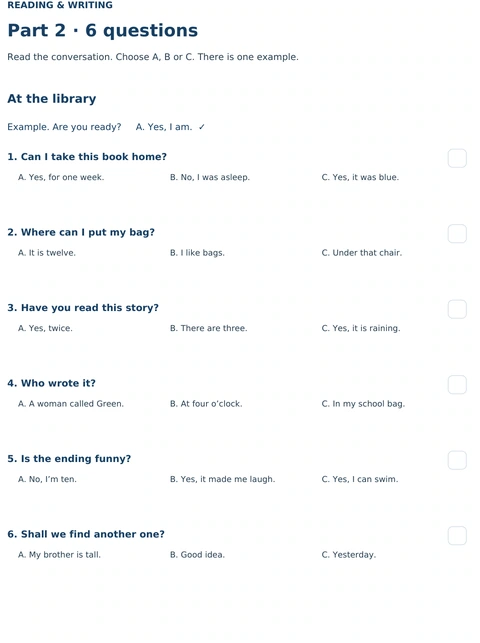 READING & WRITING
Part 2 · 6 questions
Read the conversation. Choose A, B or C. There is one example.
At the library
Example. Are you ready? A. Yes, I am. ✓
1. Can I take this book home?
A. Yes, for one week. B. No, I was asleep. C. Yes, it was blue.
2. Where can I put my bag?
A. It is twelve. B. I like bags. C. Under that chair.
3. Have you read this story?
A. Yes, twice. B. There are three. C. Yes, it is raining.
4. Who wrote it?
A. A woman called Green. B. At four o’clock. C. In my school bag.
5. Is the ending funny?
A. No, I’m ten. B. Yes, it made me laugh. C. Yes, I can swim.
6. Shall we find another one?
A. My brother is tall. B. Good idea. C. Yesterday.